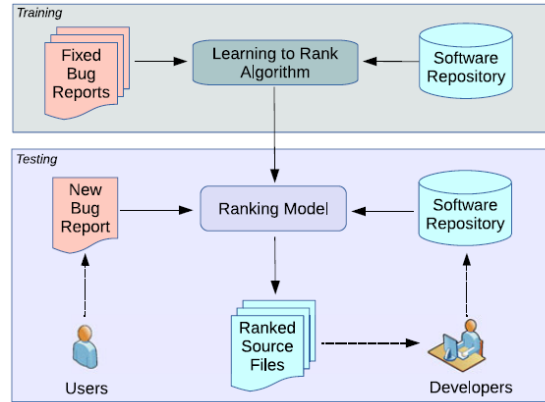 Training
Fixed
Bug
Reports
Learning to Rank
Algorithm
Software
Repository
Testing
New
Bug
Report
Ranking Model
Software
Repository
Ranked
Source
Files
Users
Developers